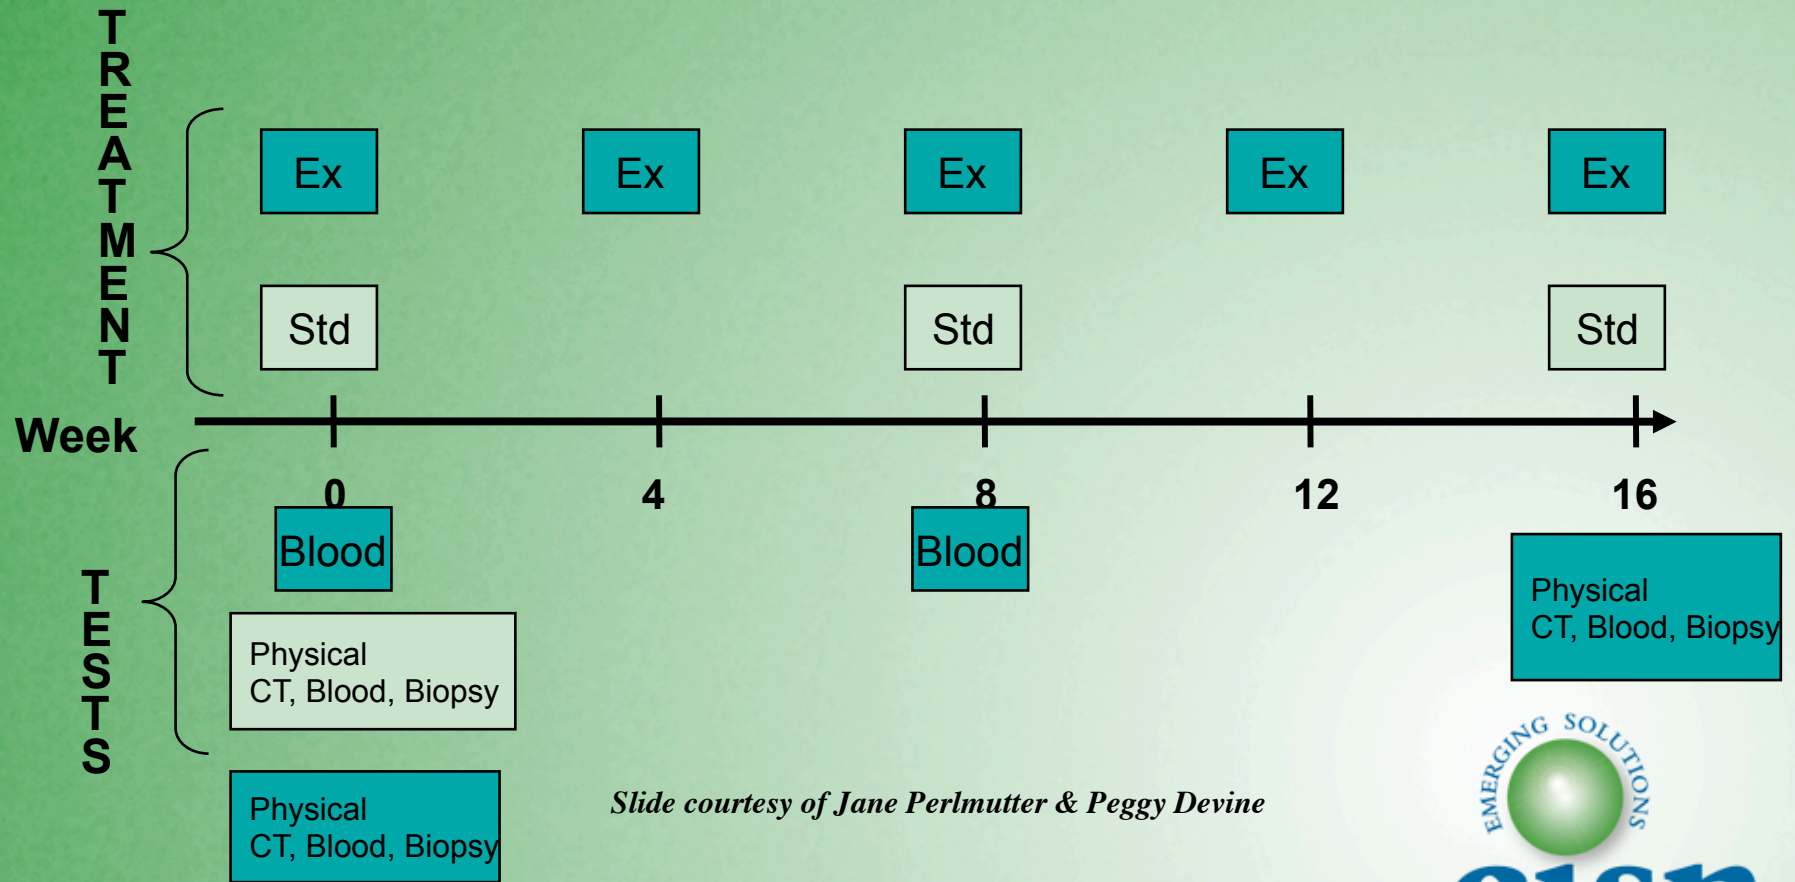 TREATMENT
Ex Ex Ex Ex Ex
Std Std Std
Week
0 4 8 12 16
TESTS
Blood Blood
Physical
CT, Blood, Biopsy
Physical
CT, Blood, Biopsy
Physical
CT, Blood, Biopsy
Slide courtesy of Jane Perlmutter & Peggy Devine
EMERGING SOLUTIONS